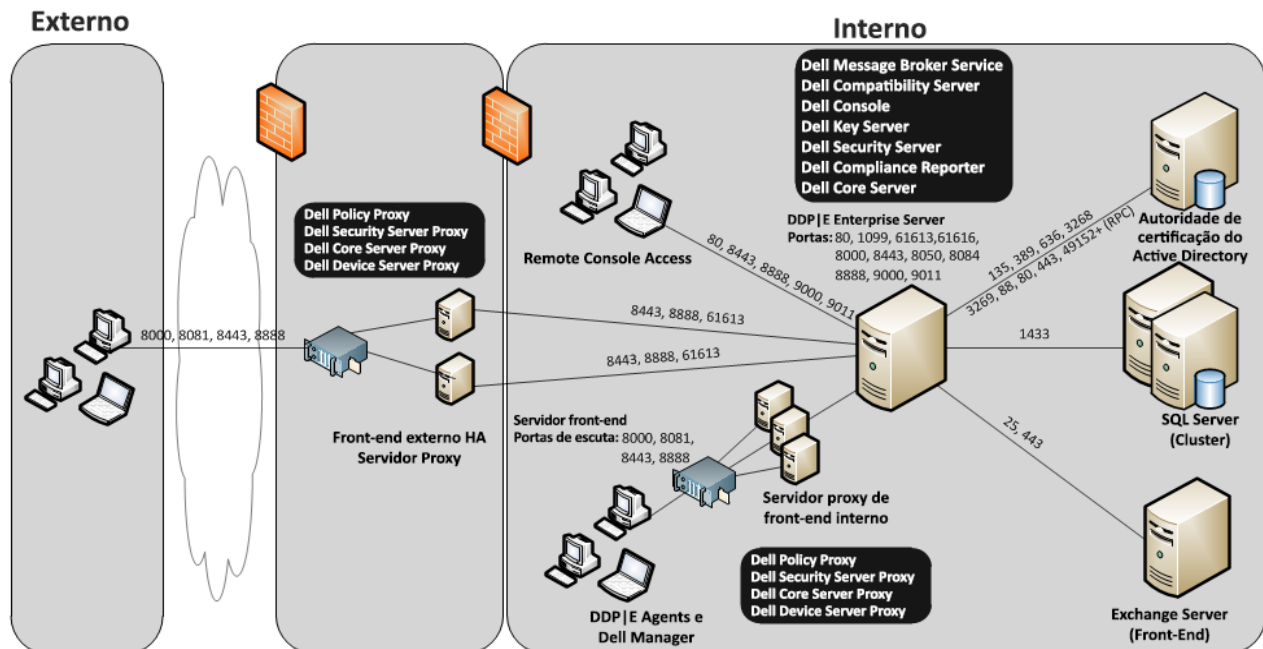 Externo
Interno
Dell Message Broker Service
Dell Compatibility Server
Dell Console
Dell Key Server
Dell Security Server
Dell Compliance Reporter
Dell Core Server
DDP|E Enterprise Server
Portas: 80, 1099, 61613,61616,
8000, 8443, 8050, 8084
8888, 9000, 9011
Dell Policy Proxy
Dell Security Server Proxy
Dell Core Server Proxy
Dell Device Server Proxy
Remote Console Access
80, 8443, 8888, 9000, 9011
135, 389, 636, 3268
3269, 88, 80, 443, 49152+ (RPC)
Autoridade de
certificação do
Active Directory
8000, 8081, 8443, 8888
8443, 8888, 61613
8443, 8888, 61613
1433
SQL Server
(Cluster)
25, 443
Front-end externo HA
Servidor Proxy
Servidor front-end
Portas de escuta: 8000, 8081,
8443, 8888
Servidor proxy de
front-end interno
Dell Policy Proxy
Dell Security Server Proxy
Dell Core Server Proxy
Dell Device Server Proxy
DDP|E Agents e
Dell Manager
Exchange Server
(Front-End)